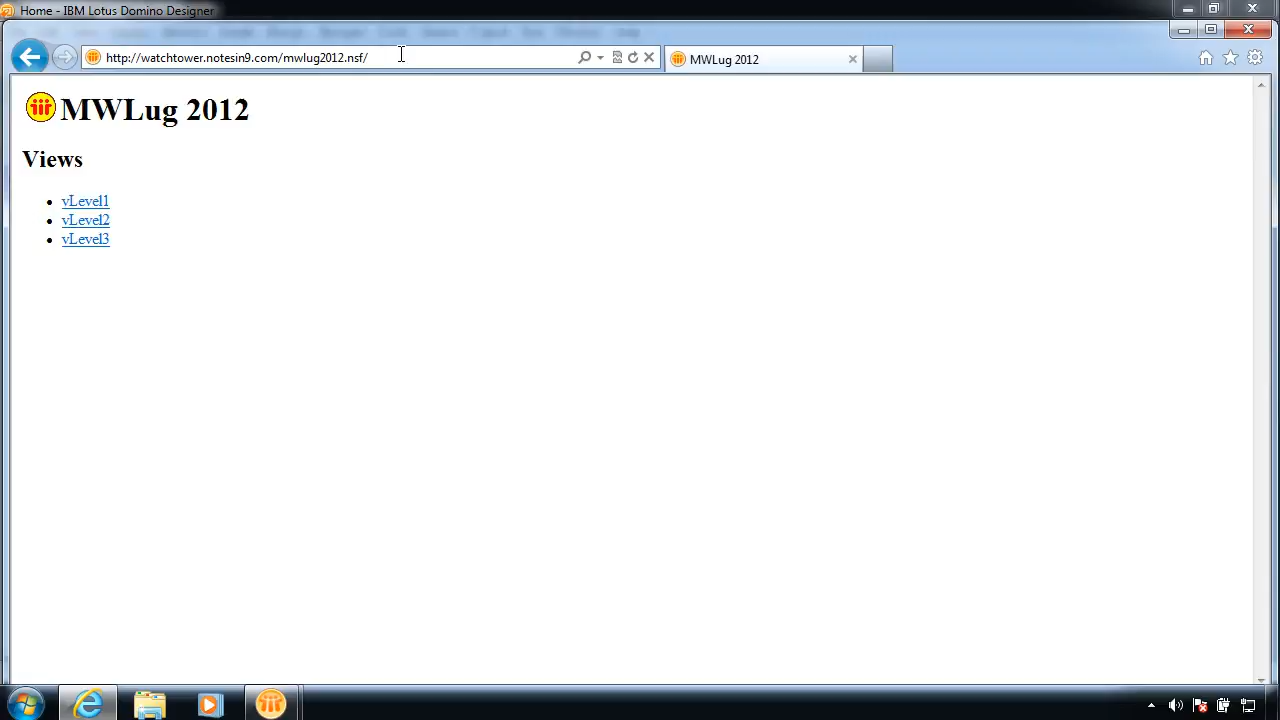 Home - IBM Lotus Domino Designer
http://watchtower.notesin9.com/mwlug2012.nsf/
MWLug 2012
MWLug 2012
Views
vLevel1
vLevel2
vLevel3